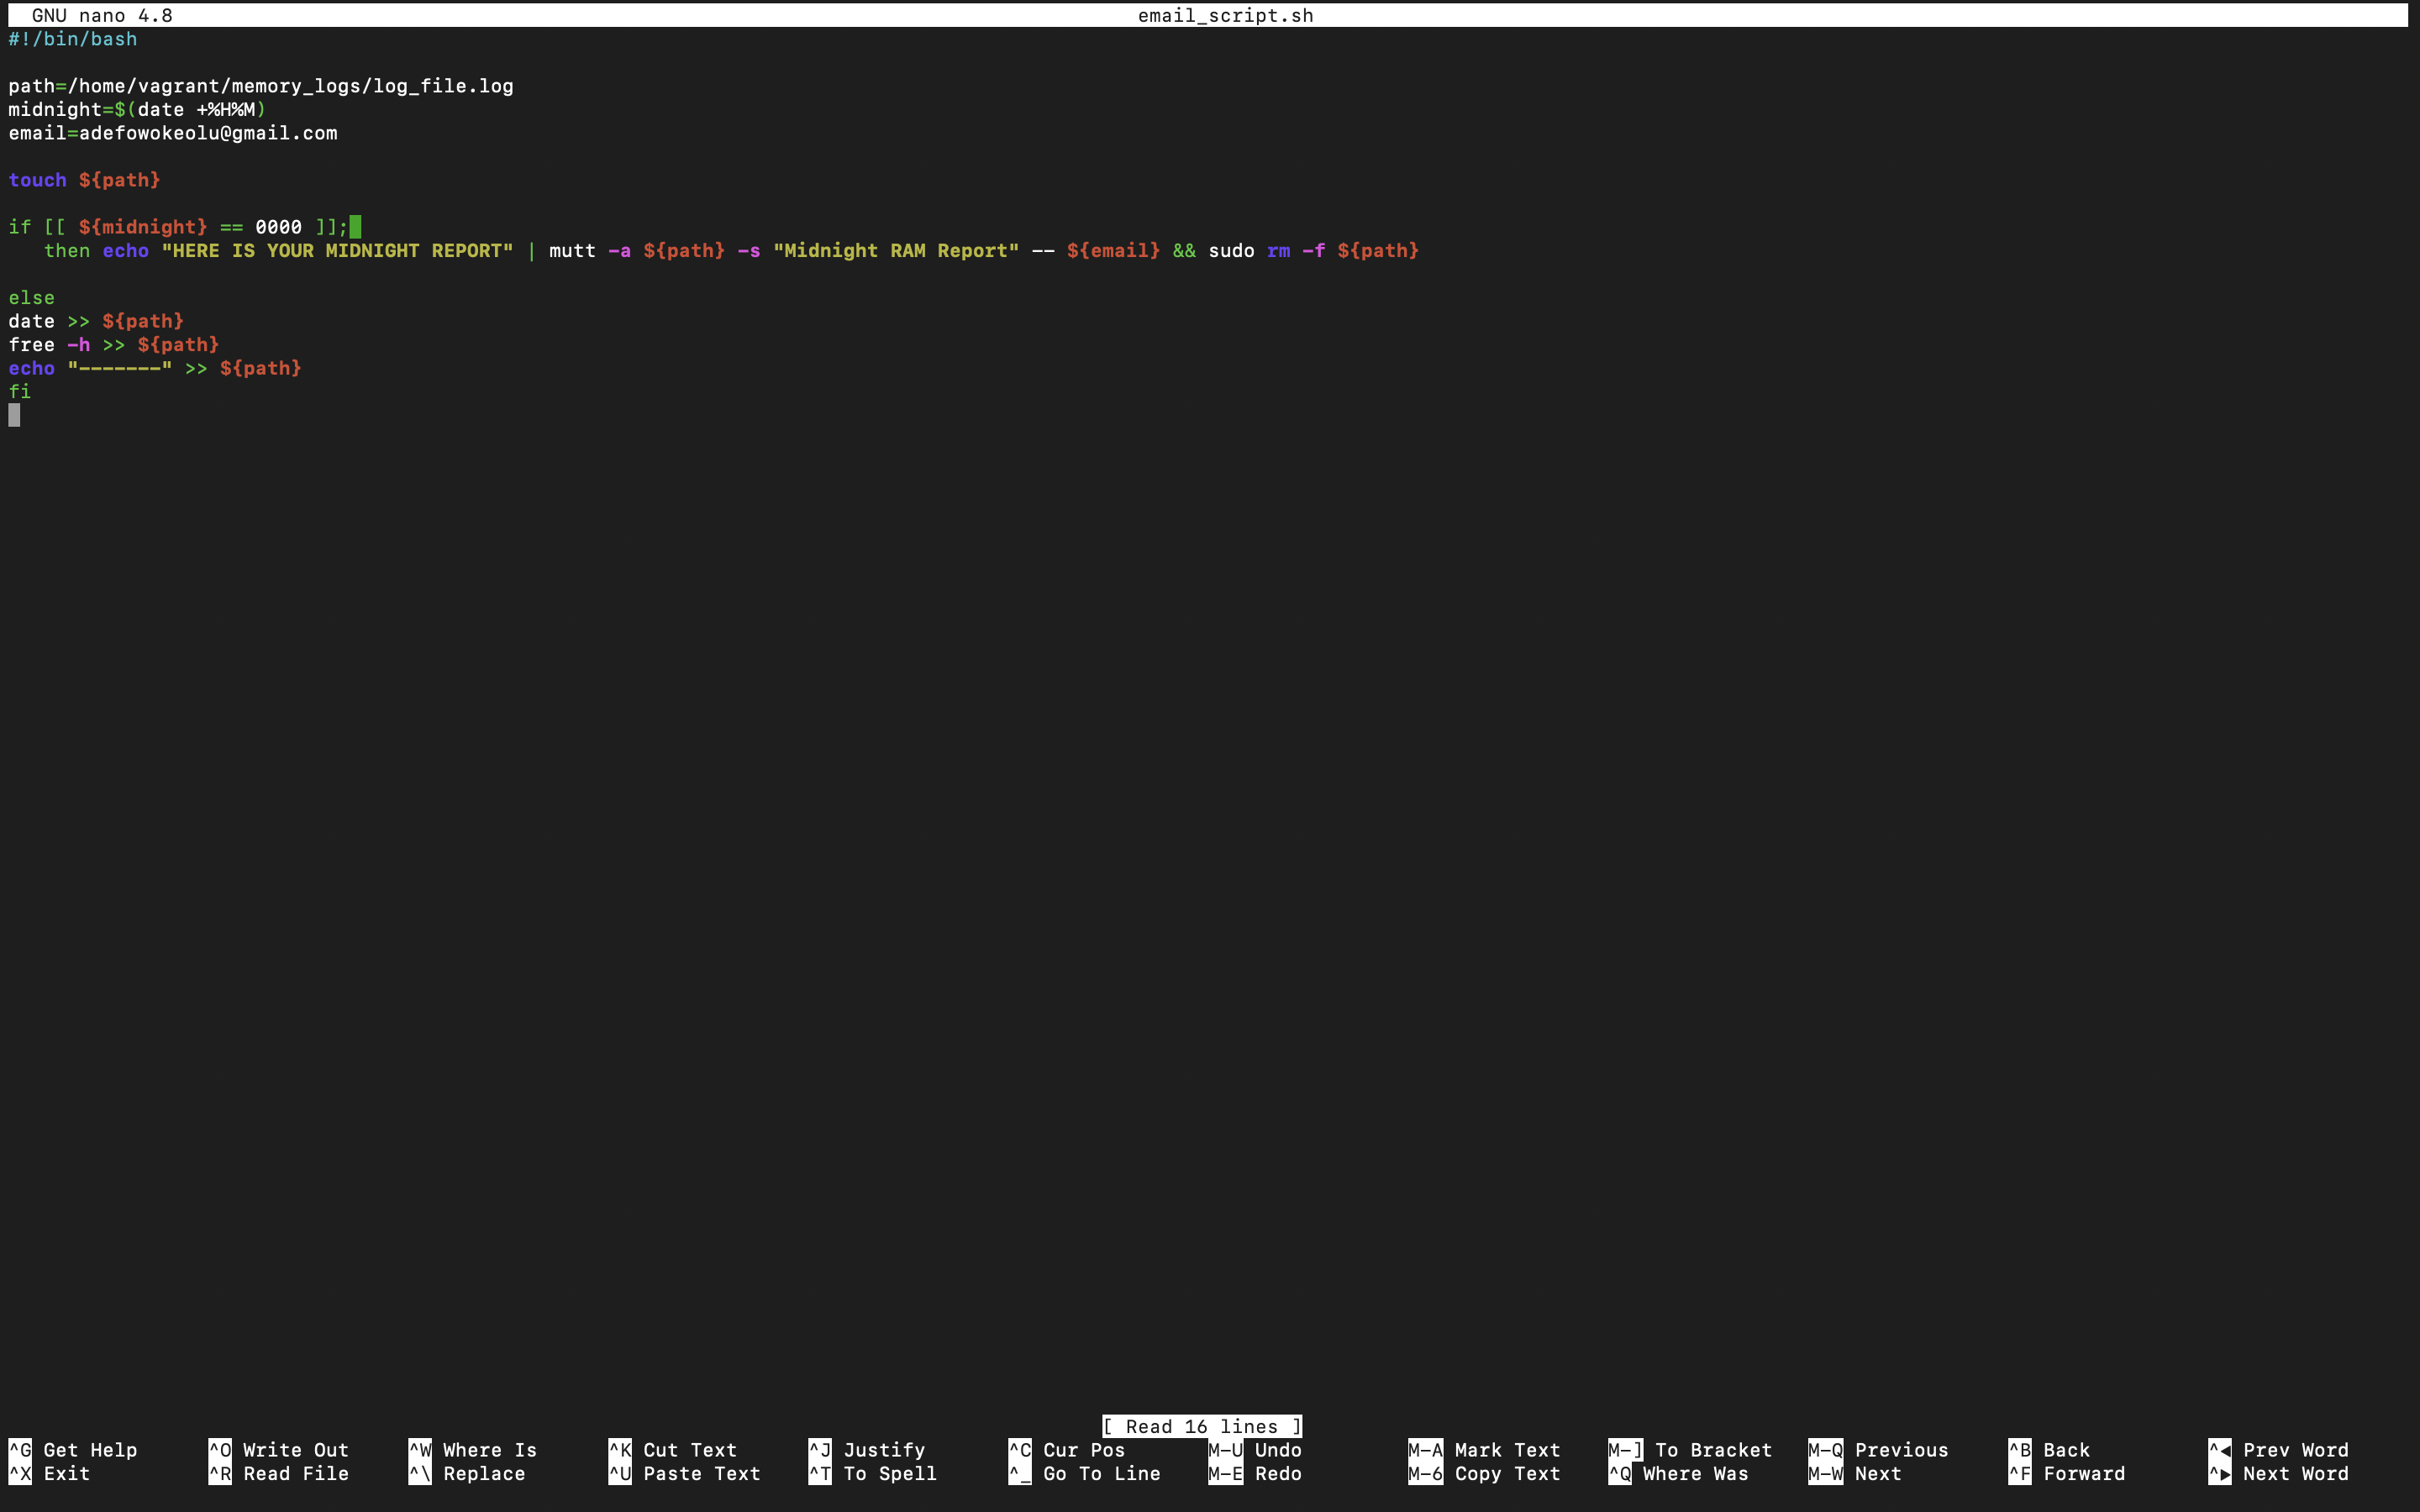 GNU nano 4.8 email_script.sh
#!/bin/bash
path=/home/vagrant/memory_logs/log_file.log
midnight=$(date +%H%M)
email=adefowokeolu@gmail.com
touch ${path}
if [[ ${midnight} == 0000 ]];
then echo "HERE IS YOUR MIDNIGHT REPORT" | mutt -a ${path} -s "Midnight RAM Report" -- ${email} && sudo rm -f ${path}
else
date >> ${path}
free -h >> ${path}
echo "-------" >> ${path}
fi
[ Read 16 lines ]
^G Get Help ^O Write Out ^W Where Is ^K Cut Text ^J Justify ^C Cur Pos M-U Undo M-A Mark Text M-] To Bracket M-Q Previous ^B Back ^◀ Prev Word
^X Exit ^R Read File ^\ Replace ^U Paste Text ^T To Spell ^_ Go To Line M-E Redo M-6 Copy Text ^Q Where Was M-W Next ^F Forward ^▶ Next Word